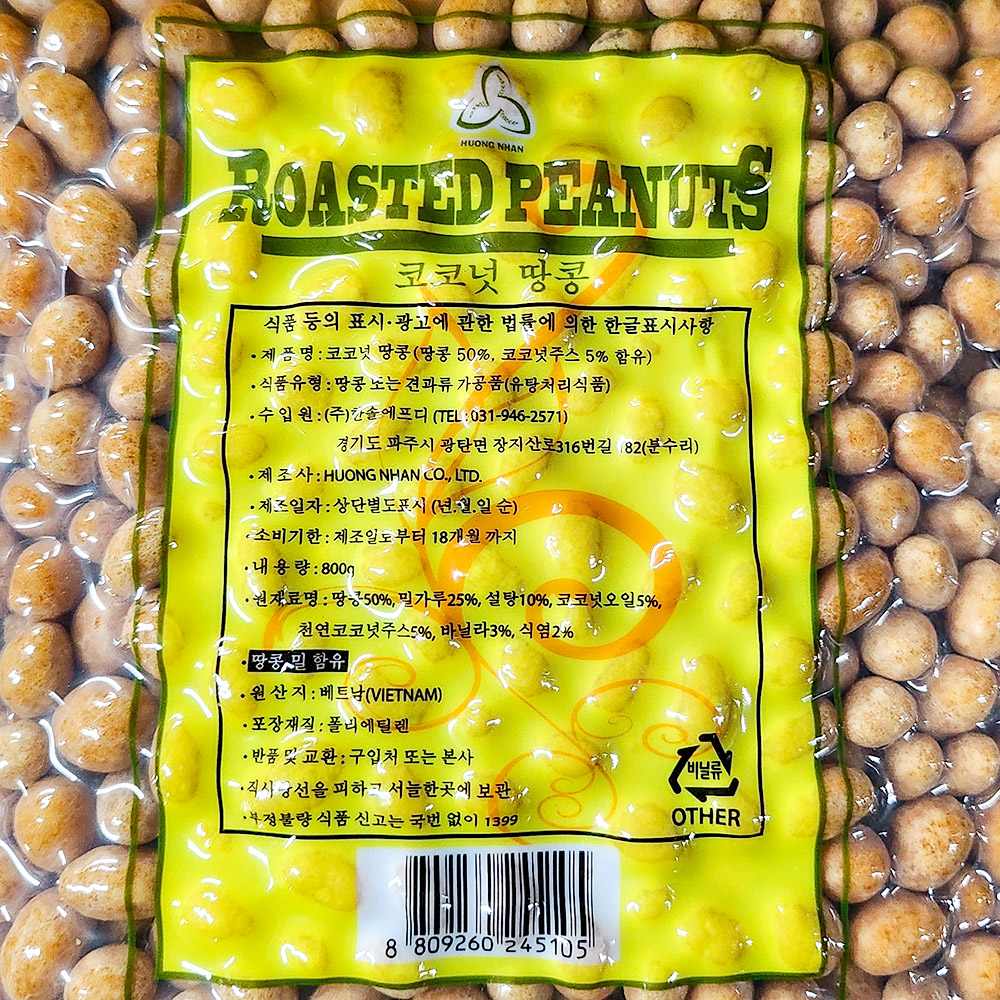 HUONG NHAN
ROASTED PEANUTS
코코넛 땅콩
식품 등의 표시·광고에 관한 법률에 의한 한글표시사항
• 제 품 명 : 코코넛 땅콩(땅콩 50%, 코코넛주스 5% 함유)
• 식품유형 : 땅콩 또는 견과류 가공품(유탕처리식품)
• 수 입 원 : (주)한솔에프디 (TEL : 031-946-2571)
경기도 파주시 광탄면 장지산로316번길 182(분수리)
• 제 조 사 : HUONG NHAN CO., LTD.
• 제조일자 : 상단별도표시 (년.월.일 순)
• 소비기한 : 제조일로부터 18개월 까지
• 내 용 량 : 800g
• 원재료명 : 땅콩50%, 밀가루25%, 설탕10%, 코코넛오일5%,
천연코코넛주스5%, 바닐라3%, 식염2%
• 땅콩,밀 함유
• 원 산 지 : 베트남(VIETNAM)
• 포장재질 : 폴리에틸렌
• 반품 및 교환 : 구입처 또는 본사
• 직사광선을 피하고 서늘한곳에 보관
• 부정불량 식품 신고는 국번 없이 1399
비닐류
OTHER
8 809260 245105